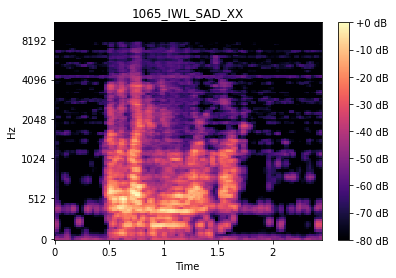 1065_IWL_SAD_XX
+0 dB
8192
-10 dB
4096
-20 dB
-30 dB
2048
Hz
-40 dB
1024
-50 dB
512
-60 dB
-70 dB
0
-80 dB
0 0.5 1 1.5 2
Time